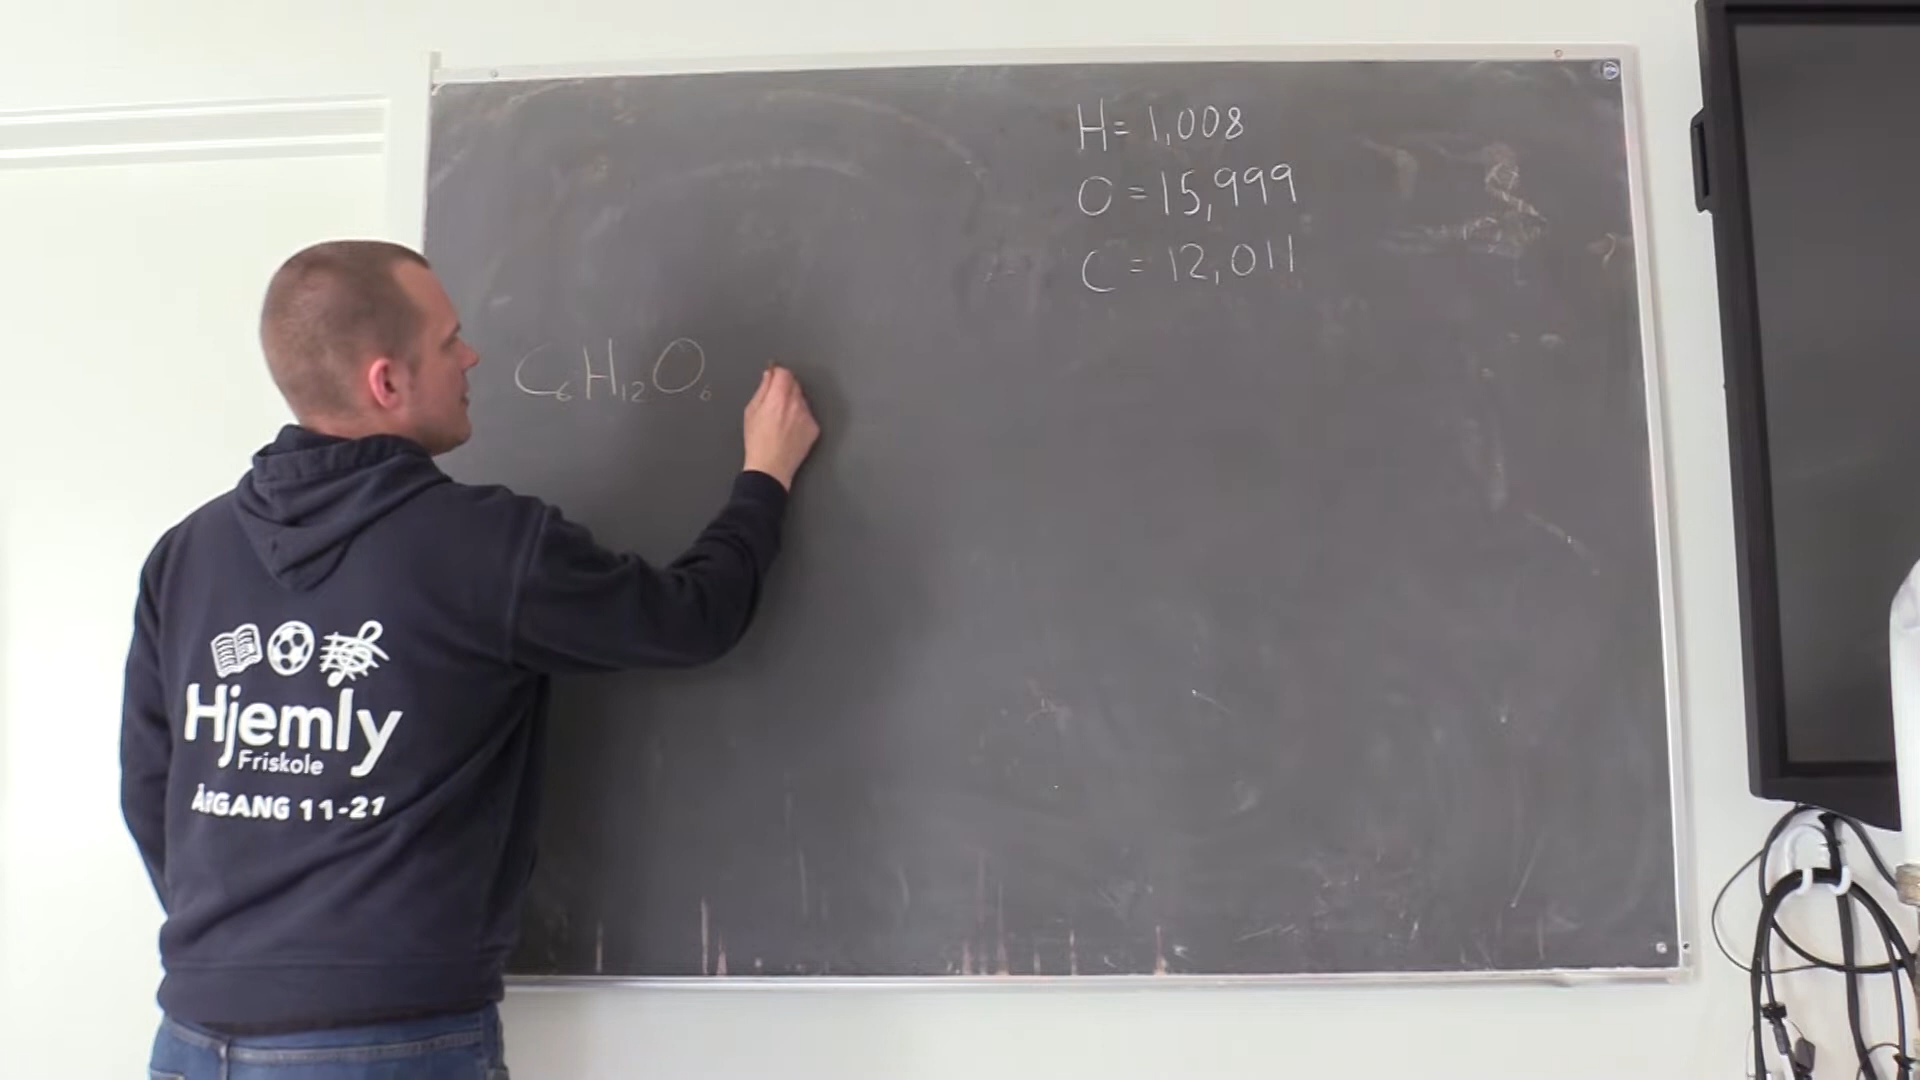 H = 1,008
O = 15,999
C = 12,011
C₆H₁₂O₆
Hjemly
Friskole
ÅRGANG 11-21